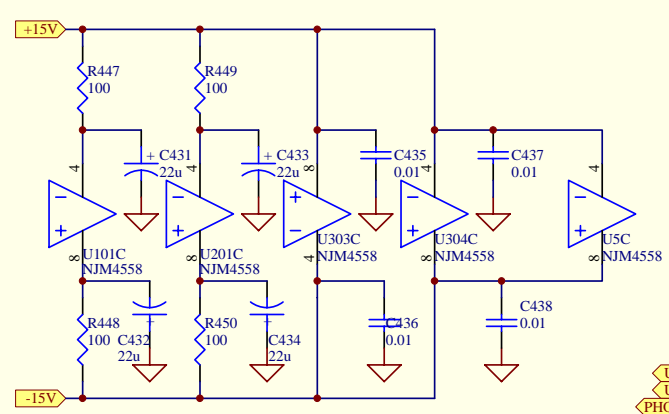 +15V
R447
100
R449
100
4
+ C431
22u
4
+ C433
22u
8
C435
0.01
4
C437
0.01
4
− +
− +
+ −
− +
− +
U101C
NJM4558
8
U201C
NJM4558
8
U303C
NJM4558
4
U304C
NJM4558
8
U5C
NJM4558
8
R448
100
C432
22u
+
R450
100
C434
22u
+
C436
0.01
C438
0.01
-15V
U
U
PHO